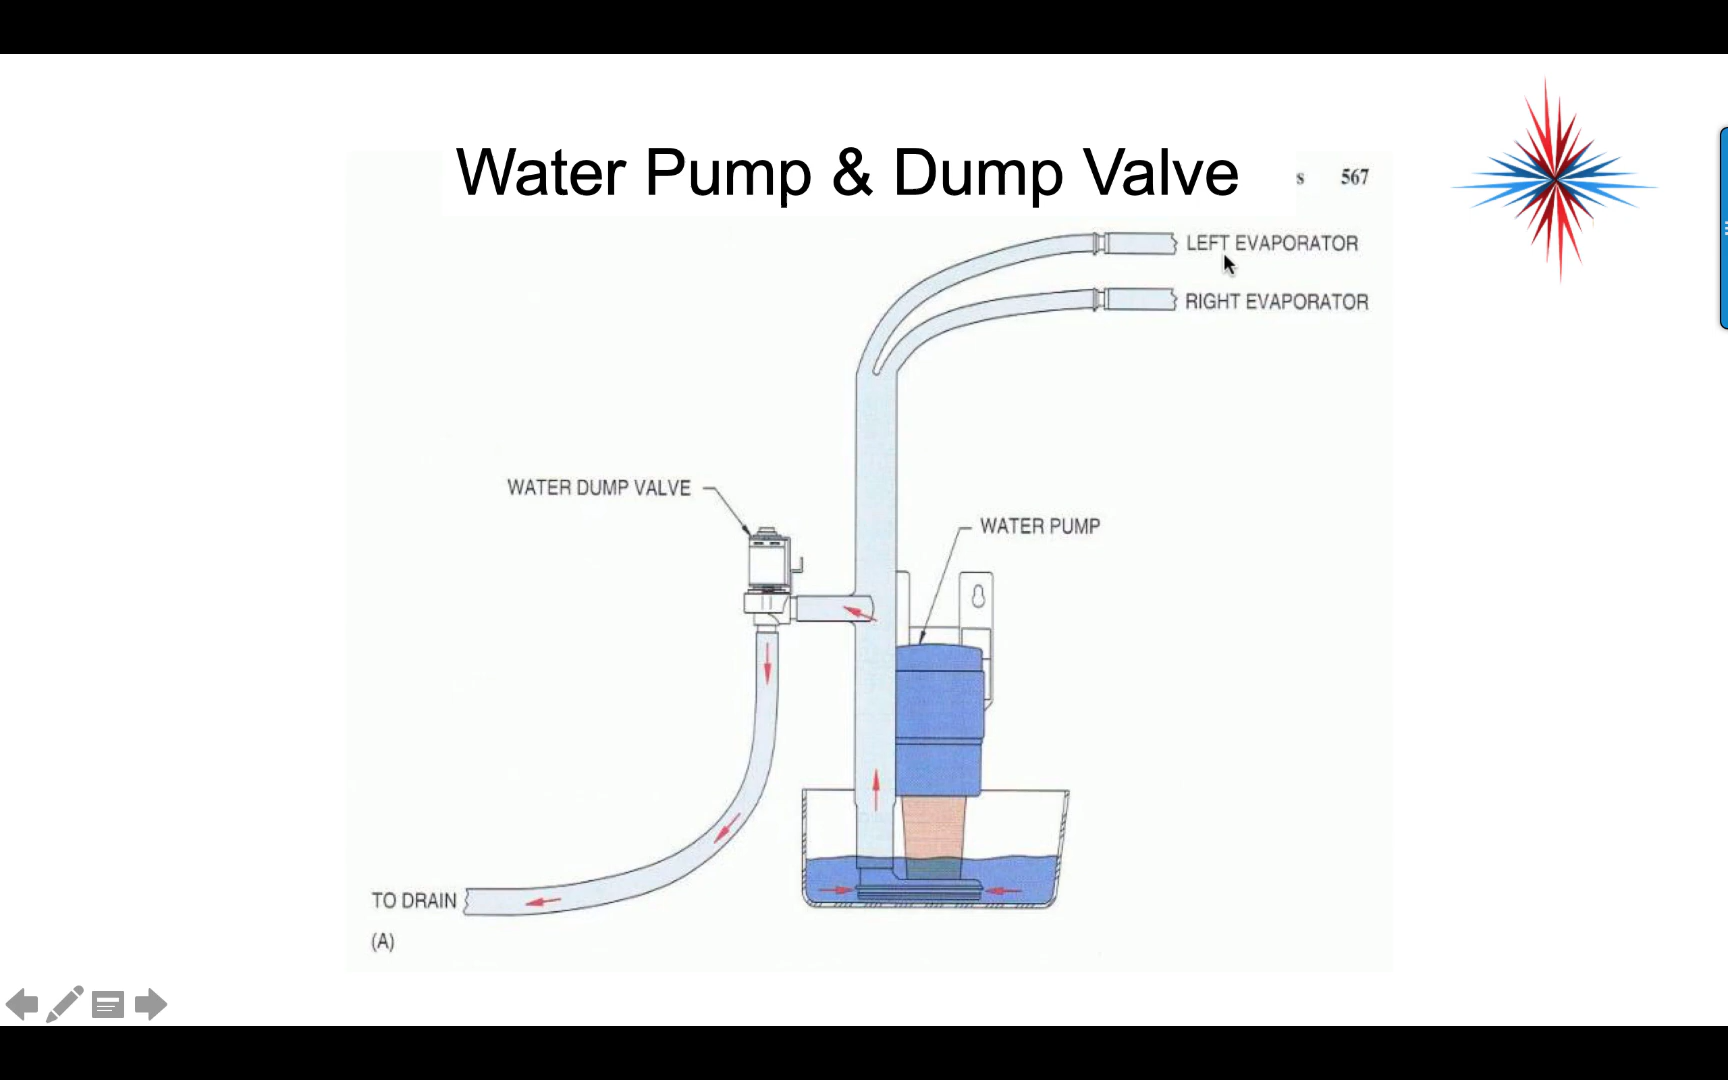 Water Pump & Dump Valve
s 567
LEFT EVAPORATOR
RIGHT EVAPORATOR
WATER DUMP VALVE
WATER PUMP
TO DRAIN
(A)